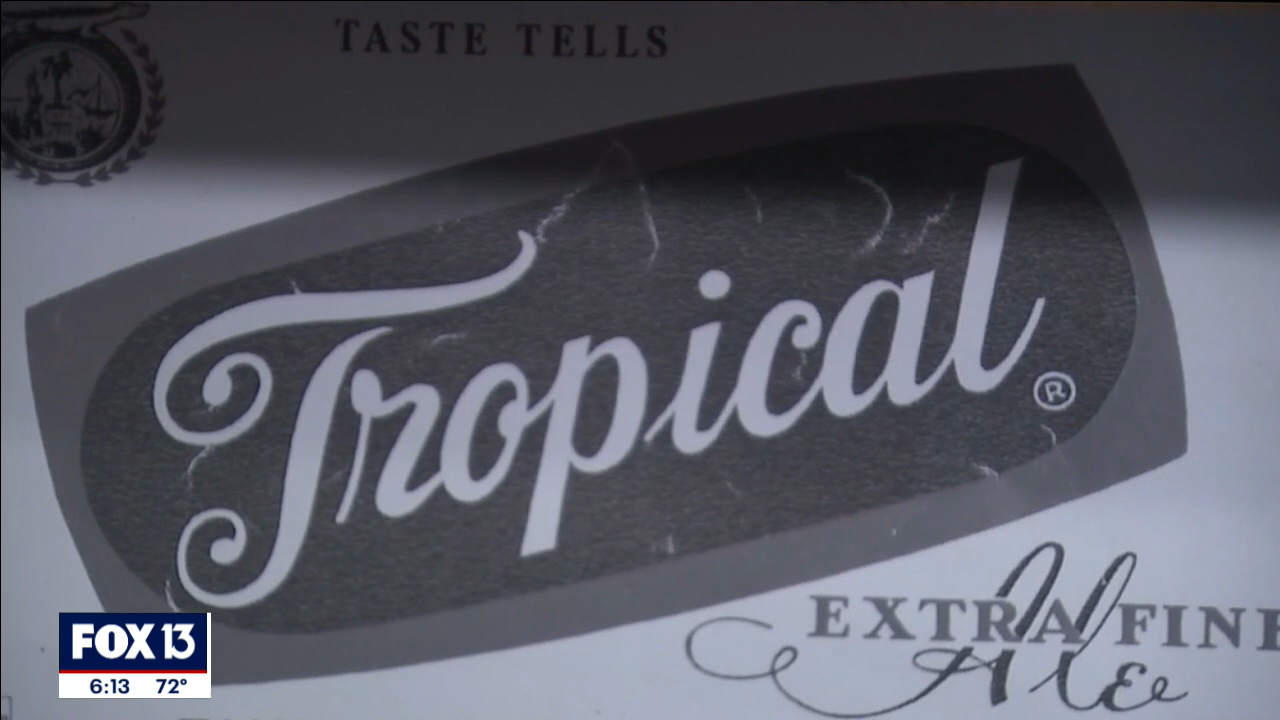 TASTE TELLS
Tropical
®
EXTRA FINE
Ale
FOX 13
6:13 72°